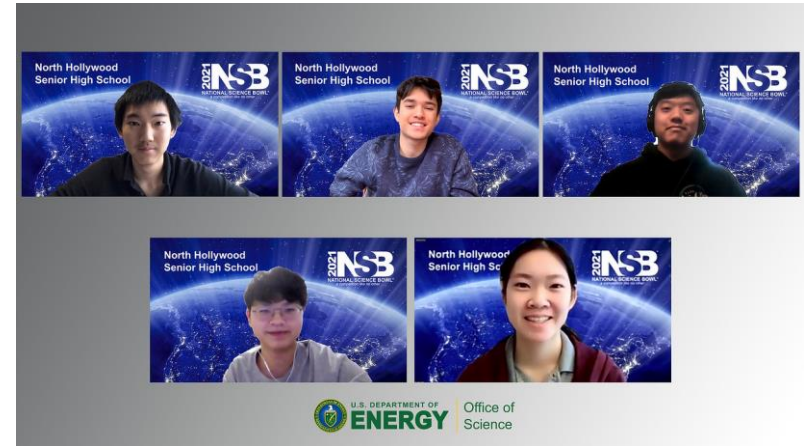 North Hollywood
Senior High School
2021
NSB
NATIONAL SCIENCE BOWL
North Hollywood
Senior High School
2021
NSB
NATIONAL SCIENCE BOWL
North Hollywood
Senior High School
2021
NSB
NATIONAL SCIENCE BOWL
North Hollywood
Senior High School
2021
NSB
NATIONAL SCIENCE BOWL
North Hollywood
Senior High Sc
2021
NSB
NATIONAL SCIENCE BOWL
U.S. DEPARTMENT OF
ENERGY
Office of
Science